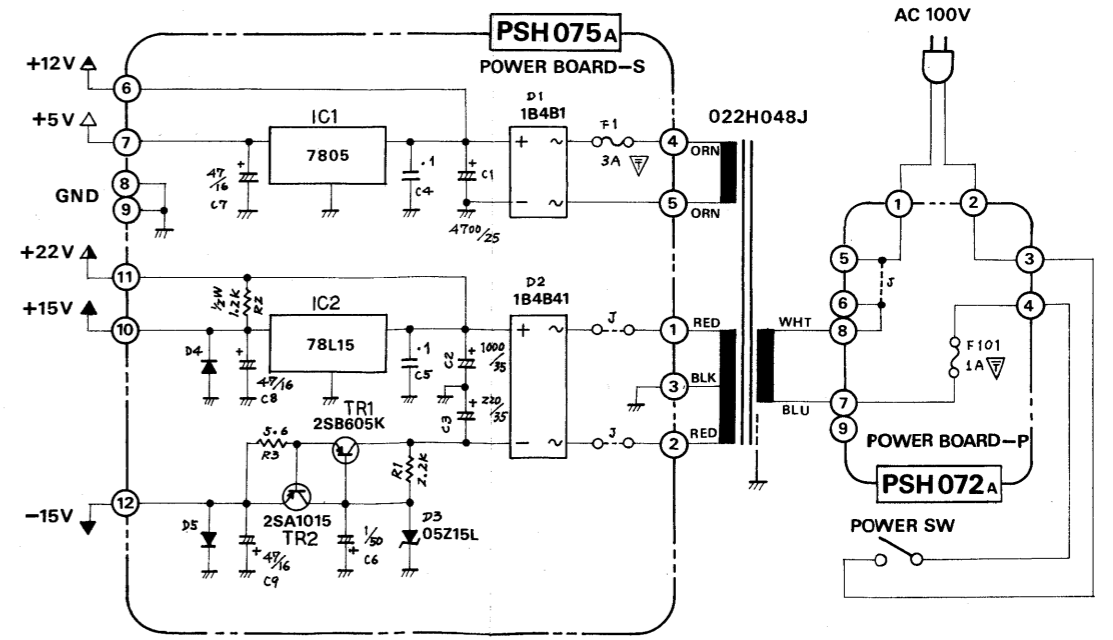 AC 100V
PSH075A
POWER BOARD–S
+12V
6
+5V
7
IC1
7805
D1
1B4B1
+
~
–
~
F1
3A
T
4
ORN
5
ORN
022H048J
GND
8
9
47/16
C7
.1
C4
+
C1
4700/25
+22V
11
+15V
10
1/2W
1.2K
R2
IC2
78L15
D4
47/16
C8
.1
C5
C2
1000/35
C3
220/35
D2
1B4B41
+
~
–
~
J
J
1
RED
3
BLK
2
RED
WHT
BLU
1
2
5
6
8
J
7
9
3
4
F101
1A
T
POWER BOARD–P
PSH072A
POWER SW
TR1
2SB605K
5.6
R3
R1
2.2K
12
–15V
D5
47/16
C9
2SA1015
TR2
1/50
C6
D3
05Z15L